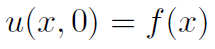 u(x, 0) = f(x)